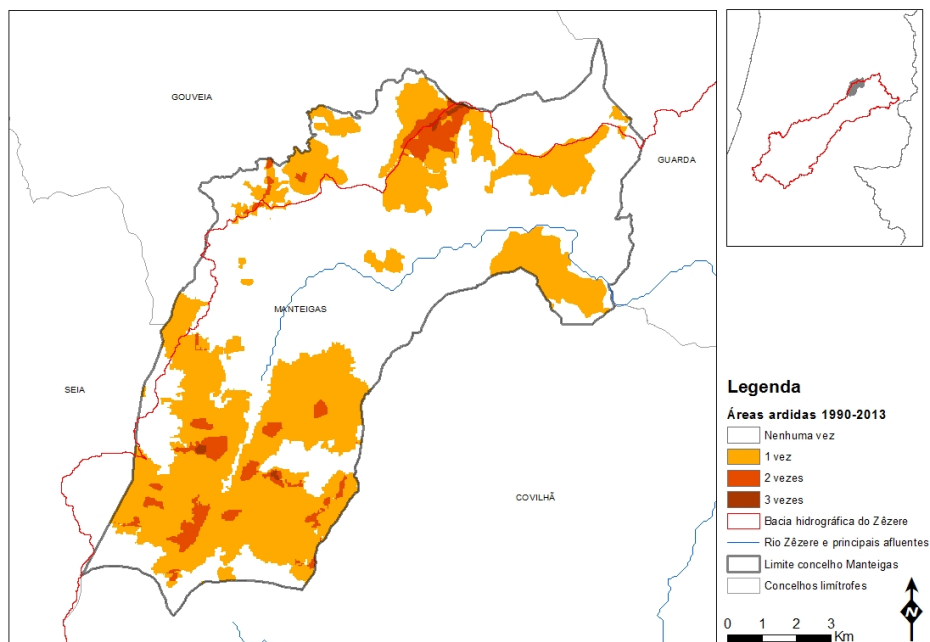 GOUVEIA
GUARDA
MANTEIGAS
SEIA
COVILHÃ
Legenda
Áreas ardidas 1990-2013
Nenhuma vez
1 vez
2 vezes
3 vezes
Bacia hidrográfica do Zêzere
Rio Zêzere e principais afluentes
Limite concelho Manteigas
Concelhos limítrofes
0 1 2 3
Km
N